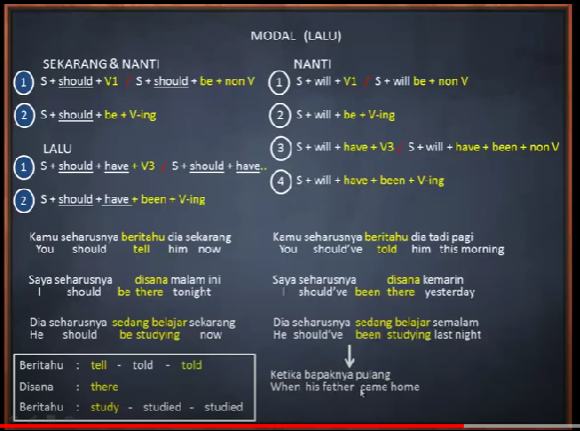 MODAL (LALU)
SEKARANG & NANTI
1 S + should + V1 / S + should + be + non V
2 S + should + be + V-ing
LALU
1 S + should + have + V3 / S + should + have..
2 S + should + have + been + V-ing
NANTI
1 S + will + V1 / S + will be + non V
2 S + will + be + V-ing
3 S + will + have + V3 / S + will + have + been + non V
4 S + will + have + been + V-ing
Kamu seharusnya beritahu dia sekarang
You should tell him now
Saya seharusnya disana malam ini
I should be there tonight
Dia seharusnya sedang belajar sekarang
He should be studying now
Kamu seharusnya beritahu dia tadi pagi
You should've told him this morning
Saya seharusnya disana kemarin
I should've been there yesterday
Dia seharusnya sedang belajar semalam
He should've been studying last night
Ketika bapaknya pulang
When his father came home
Beritahu : tell - told - told
Disana : there
Beritahu : study - studied - studied